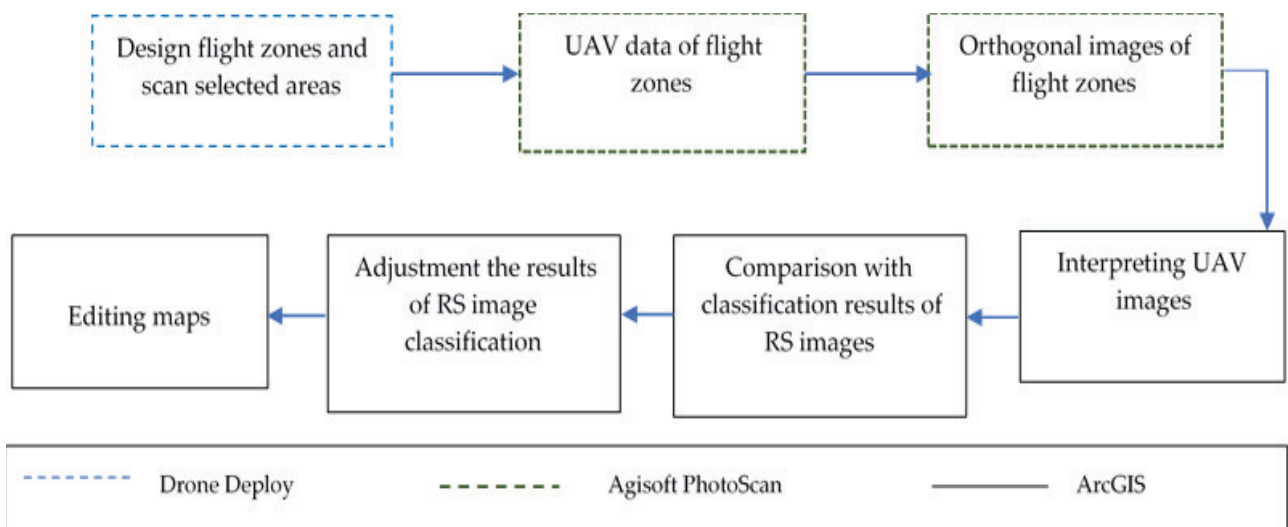 Design flight zones and
scan selected areas
UAV data of flight
zones
Orthogonal images of
flight zones
Interpreting UAV
images
Comparison with
classification results of
RS images
Adjustment the results
of RS image
classification
Editing maps
Drone Deploy
Agisoft PhotoScan
ArcGIS